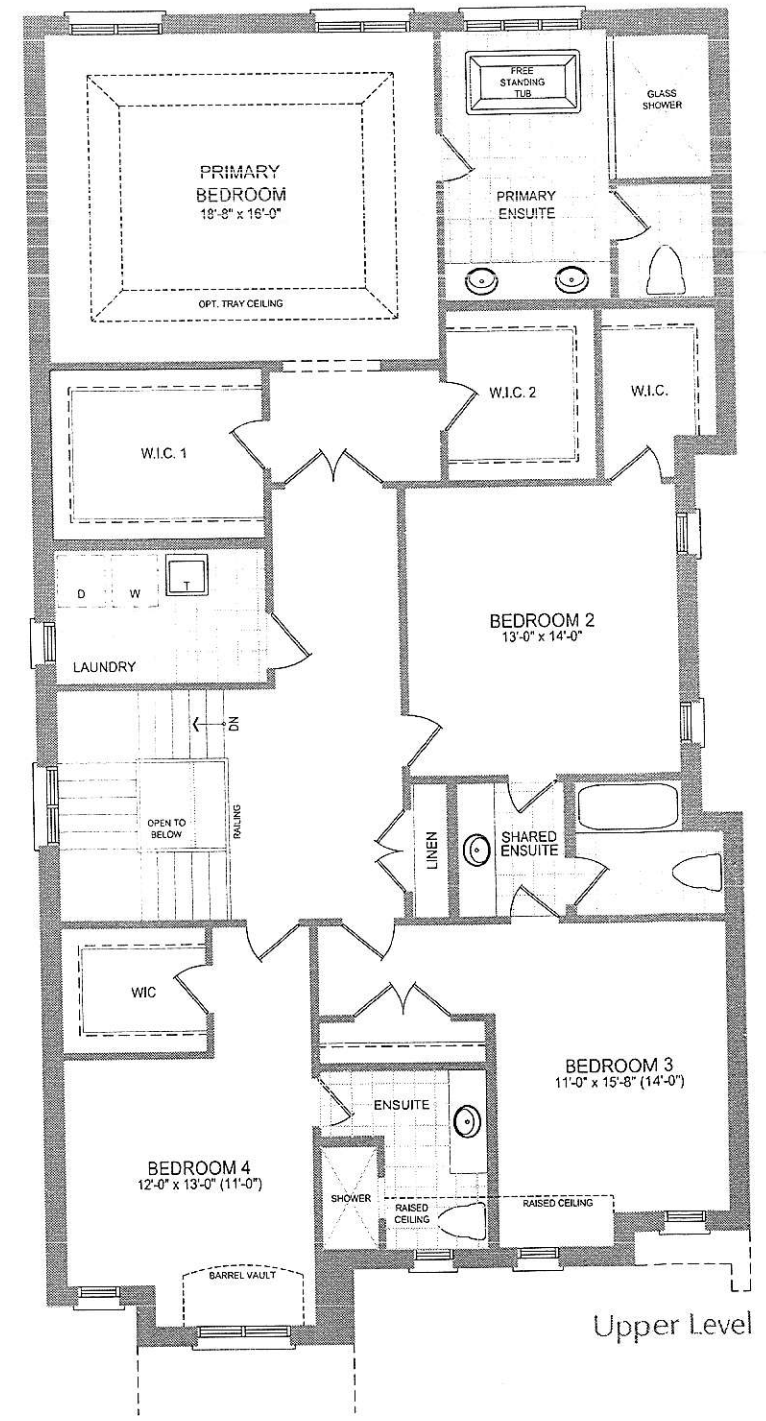 FREE
STANDING
TUB
GLASS
SHOWER
PRIMARY
BEDROOM
18'-8" x 16'-0"
PRIMARY
ENSUITE
OPT. TRAY CEILING
W.I.C. 1
W.I.C. 2
W.I.C.
D
W
T
LAUNDRY
BEDROOM 2
13'-0" x 14'-0"
DN
OPEN TO
BELOW
RAILING
LINEN
SHARED
ENSUITE
WIC
BEDROOM 3
11'-0" x 15'-8" (14'-0")
ENSUITE
BEDROOM 4
12'-0" x 13'-0" (11'-0")
SHOWER
RAISED
CEILING
RAISED CEILING
BARREL VAULT
Upper Level